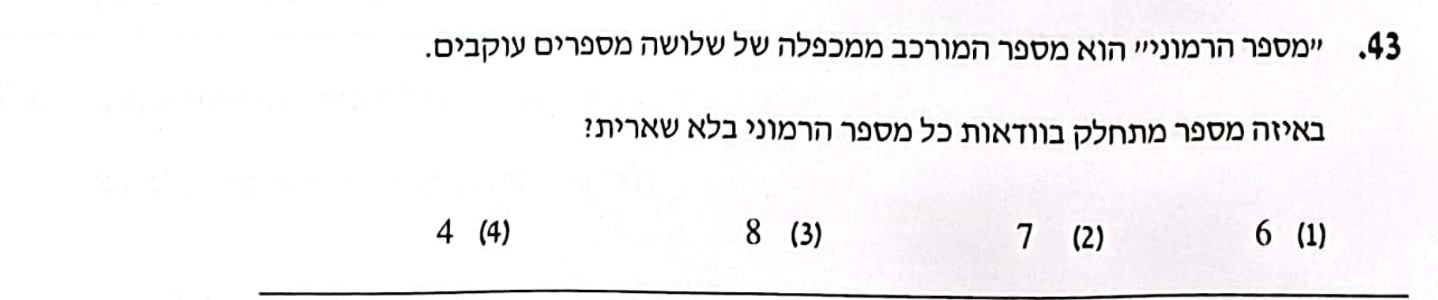 43. "מספר הרמוני" הוא מספר המורכב ממכפלה של שלושה מספרים עוקבים.
באיזה מספר מתחלק בוודאות כל מספר הרמוני בלא שארית?
(1) 6 (2) 7 (3) 8 (4) 4